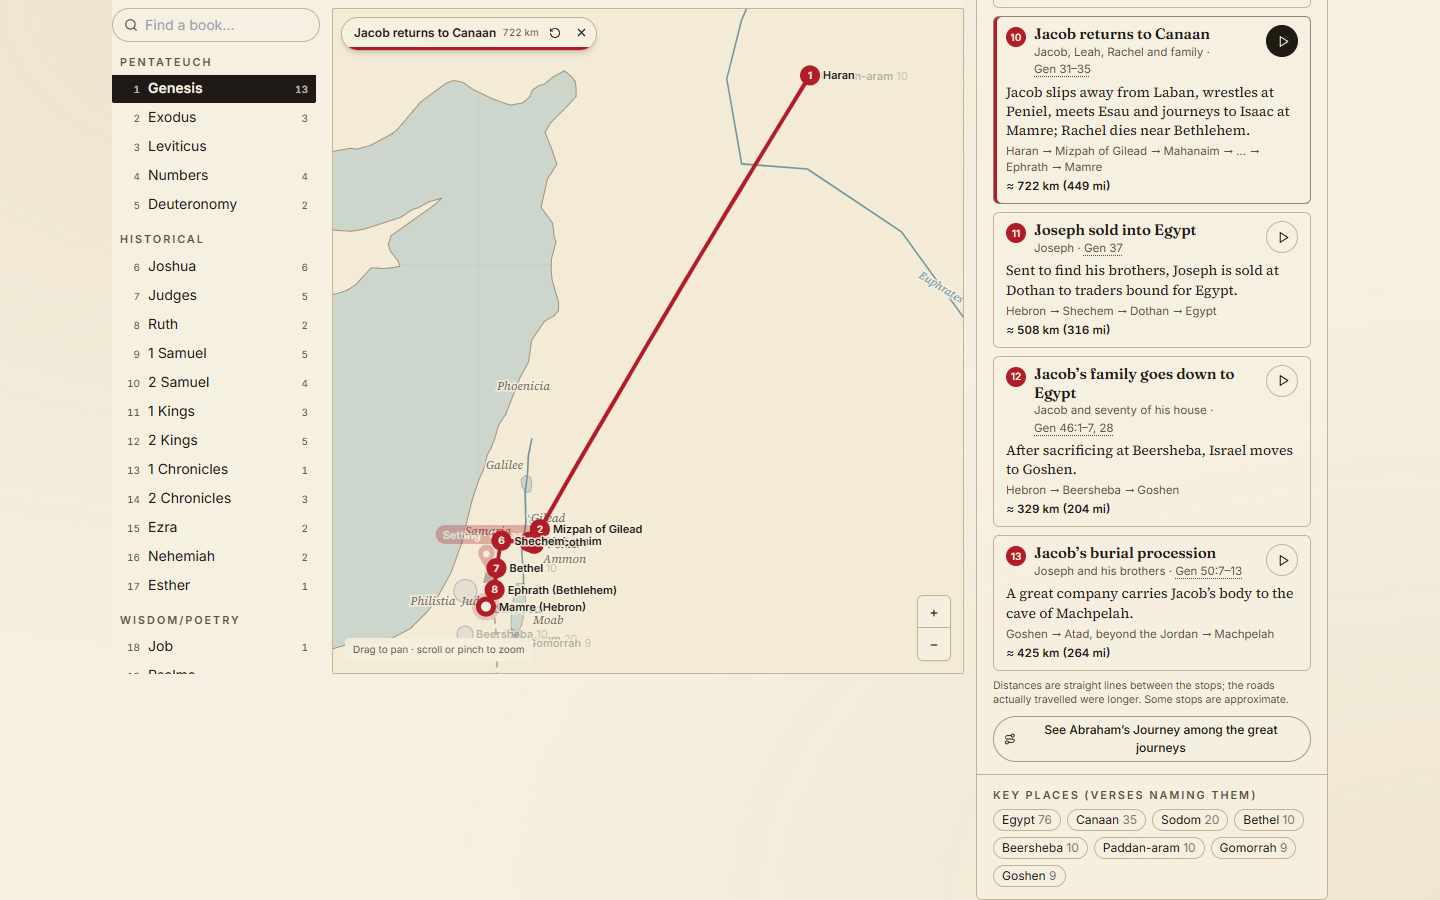 Find a book...
PENTATEUCH
1 Genesis 13
2 Exodus 3
3 Leviticus
4 Numbers 4
5 Deuteronomy 2
HISTORICAL
6 Joshua 6
7 Judges 5
8 Ruth 2
9 1 Samuel 5
10 2 Samuel 4
11 1 Kings 3
12 2 Kings 5
13 1 Chronicles 1
14 2 Chronicles 3
15 Ezra 2
16 Nehemiah 2
17 Esther 1
WISDOM/POETRY
18 Job 1
Jacob returns to Canaan 722 km
1 Haran
10
Euphrates
Phoenicia
Galilee
Gilead
Samaria
2 Mizpah of Gilead
6
Ammon
7 Bethel 10
8 Ephrath (Bethlehem)
Philistia
Mamre (Hebron)
Moab
Beersheba 10
Gomorrah 9
Drag to pan · scroll or pinch to zoom
+
−
10 Jacob returns to Canaan
Jacob, Leah, Rachel and family ·
Gen 31–35
Jacob slips away from Laban, wrestles at
Peniel, meets Esau and journeys to Isaac at
Mamre; Rachel dies near Bethlehem.
Haran → Mizpah of Gilead → Mahanaim → ... →
Ephrath → Mamre
≈ 722 km (449 mi)
11 Joseph sold into Egypt
Joseph · Gen 37
Sent to find his brothers, Joseph is sold at
Dothan to traders bound for Egypt.
Hebron → Shechem → Dothan → Egypt
≈ 508 km (316 mi)
12 Jacob’s family goes down to
Egypt
Jacob and seventy of his house ·
Gen 46:1–7, 28
After sacrificing at Beersheba, Israel moves
to Goshen.
Hebron → Beersheba → Goshen
≈ 329 km (204 mi)
13 Jacob’s burial procession
Joseph and his brothers · Gen 50:7–13
A great company carries Jacob’s body to the
cave of Machpelah.
Goshen → Atad, beyond the Jordan → Machpelah
≈ 425 km (264 mi)
Distances are straight lines between the stops; the roads
actually travelled were longer. Some stops are approximate.
See Abraham’s Journey among the great
journeys
KEY PLACES (VERSES NAMING THEM)
Egypt 76 Canaan 35 Sodom 20 Bethel 10
Beersheba 10 Paddan-aram 10 Gomorrah 9
Goshen 9